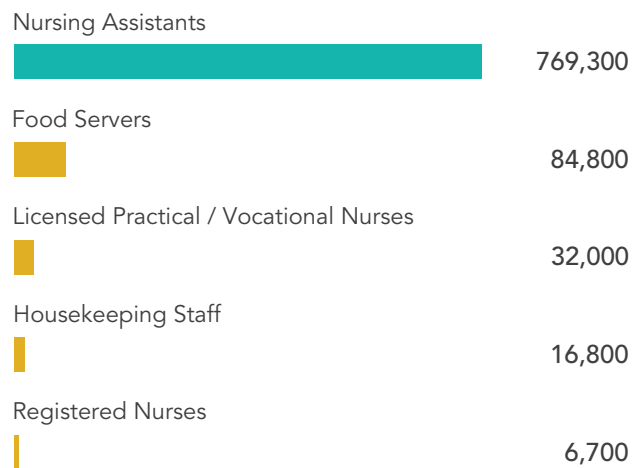 Nursing Assistants
769,300
Food Servers
84,800
Licensed Practical / Vocational Nurses
32,000
Housekeeping Staff
16,800
Registered Nurses
6,700